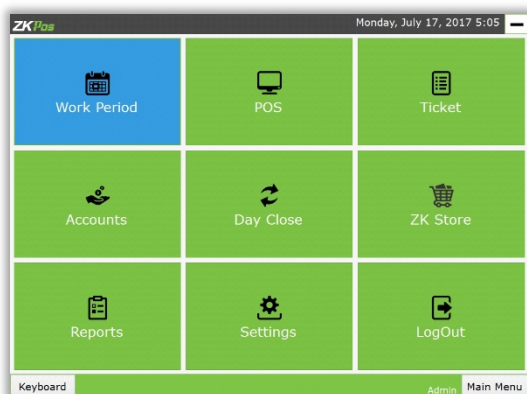 ZKPos
Monday, July 17, 2017 5:05
Work Period
POS
Ticket
Accounts
Day Close
ZK Store
Reports
Settings
LogOut
Keyboard
Admin
Main Menu